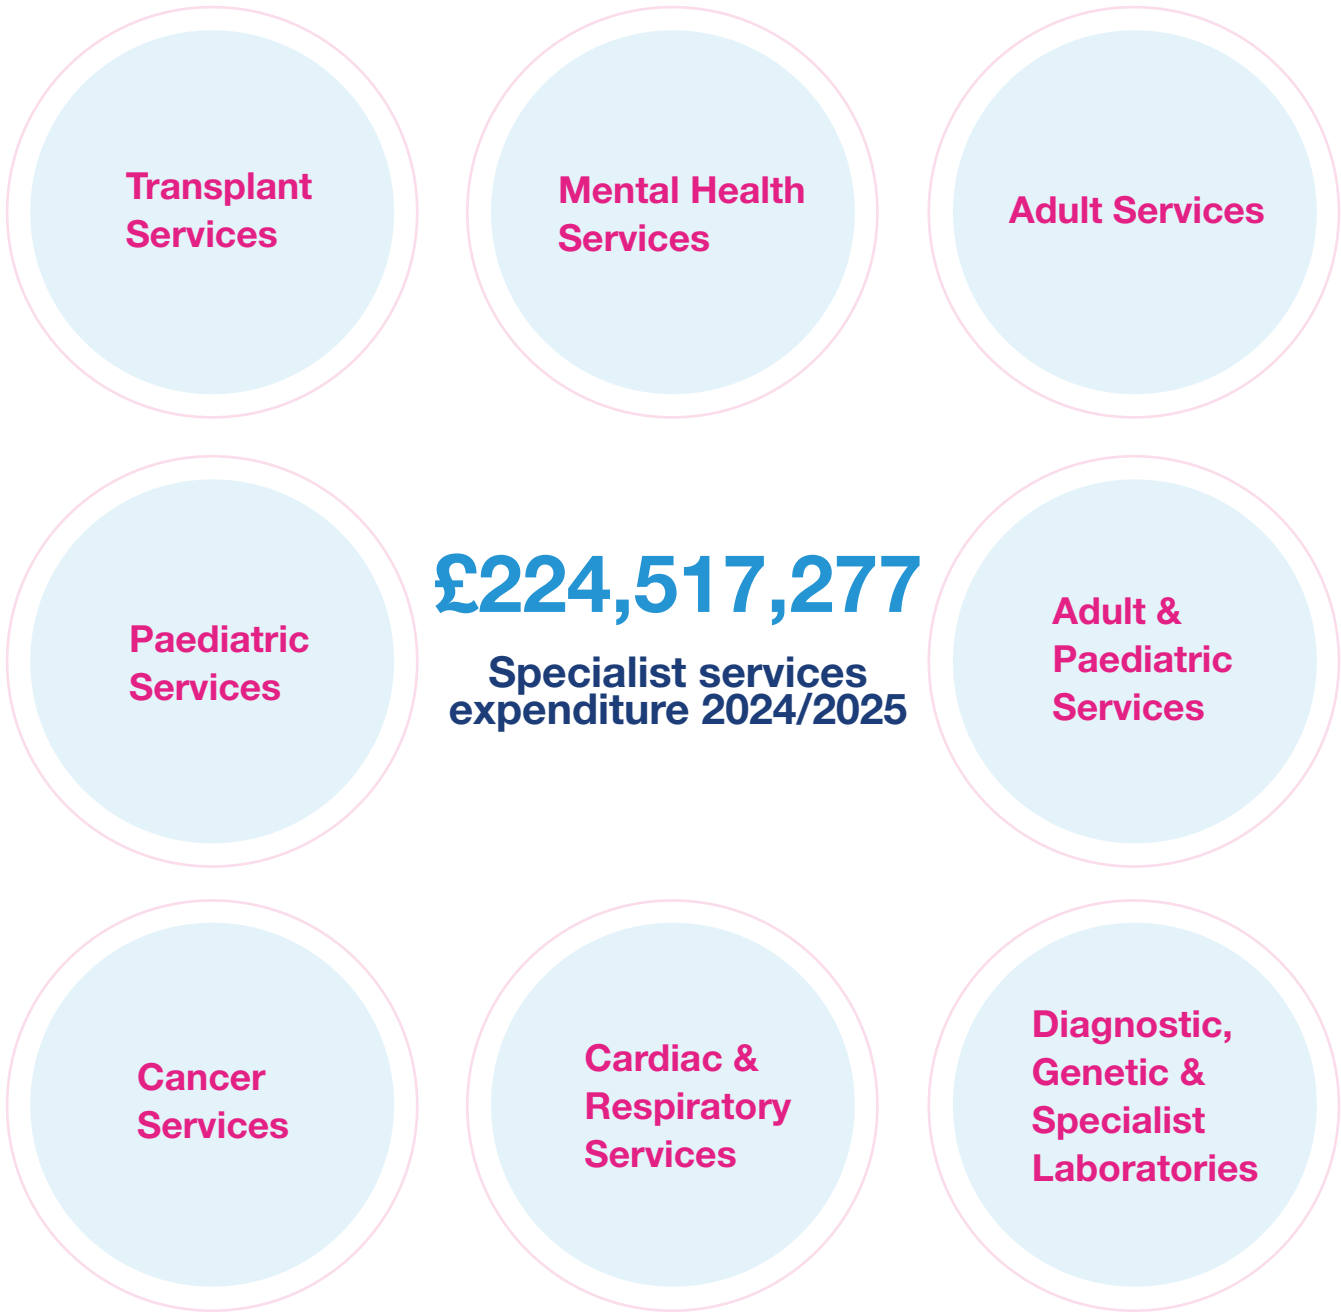 Transplant
Services
Mental Health
Services
Adult Services
Paediatric
Services
£224,517,277
Specialist services
expenditure 2024/2025
Adult &
Paediatric
Services
Cancer
Services
Cardiac &
Respiratory
Services
Diagnostic,
Genetic &
Specialist
Laboratories